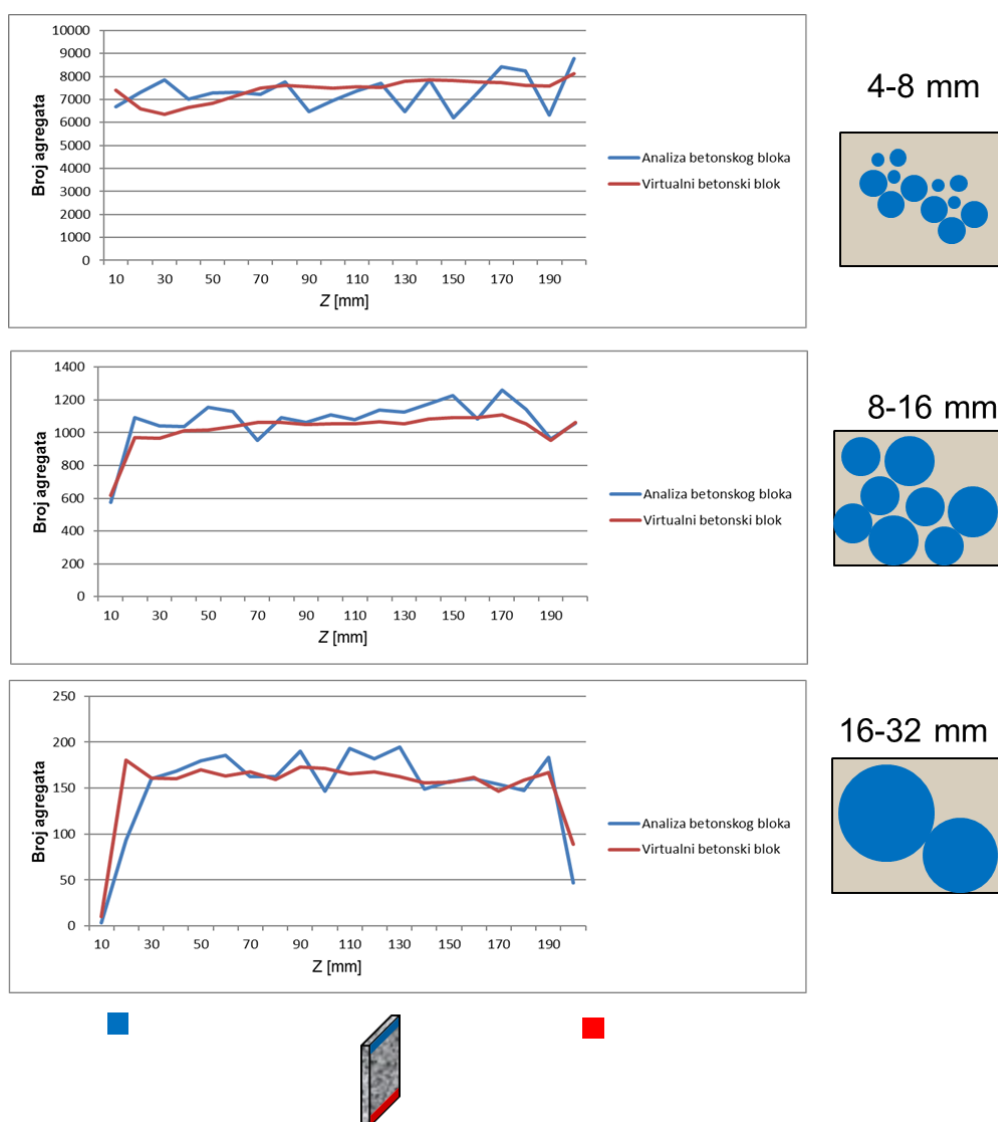 10000
9000
8000
7000
6000
5000
4000
3000
2000
1000
0
Broj agregata
10 30 50 70 90 110 130 150 170 190
Z [mm]
Analiza betonskog bloka
Virtualni betonski blok
4-8 mm
1400
1200
1000
800
600
400
200
0
Broj agregata
10 30 50 70 90 110 130 150 170 190
Z [mm]
Analiza betonskog bloka
Virtualni betonski blok
8-16 mm
250
200
150
100
50
0
Broj agregata
10 30 50 70 90 110 130 150 170 190
Z [mm]
Analiza betonskog bloka
Virtualni betonski blok
16-32 mm